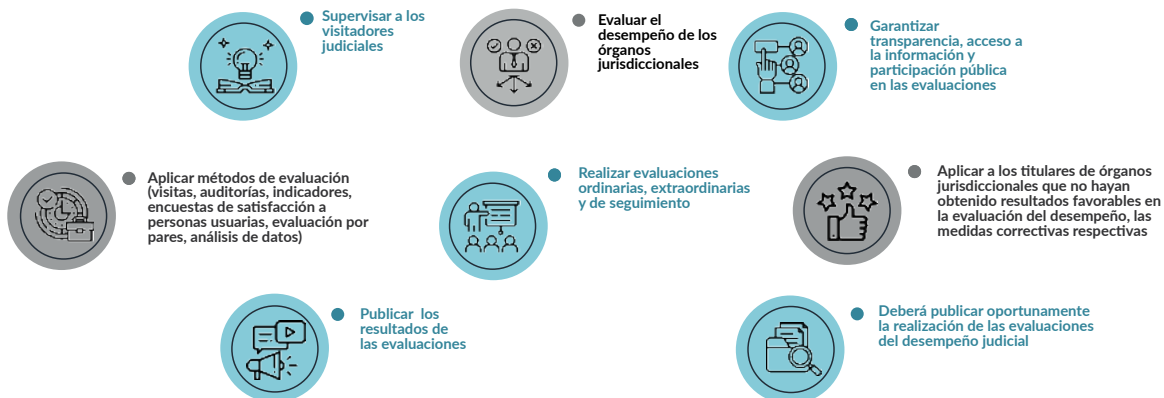 Supervisar a los
visitadores
judiciales
Evaluar el
desempeño de los
órganos
jurisdiccionales
Garantizar
transparencia, acceso a
la información y
participación pública
en las evaluaciones
Aplicar métodos de evaluación
(visitas, auditorías, indicadores,
encuestas de satisfacción a
personas usuarias, evaluación por
pares, análisis de datos)
Realizar evaluaciones
ordinarias, extraordinarias
y de seguimiento
Aplicar a los titulares de órganos
jurisdiccionales que no hayan
obtenido resultados favorables en
la evaluación del desempeño, las
medidas correctivas respectivas
Publicar los
resultados de
las evaluaciones
Deberá publicar oportunamente
la realización de las evaluaciones
del desempeño judicial